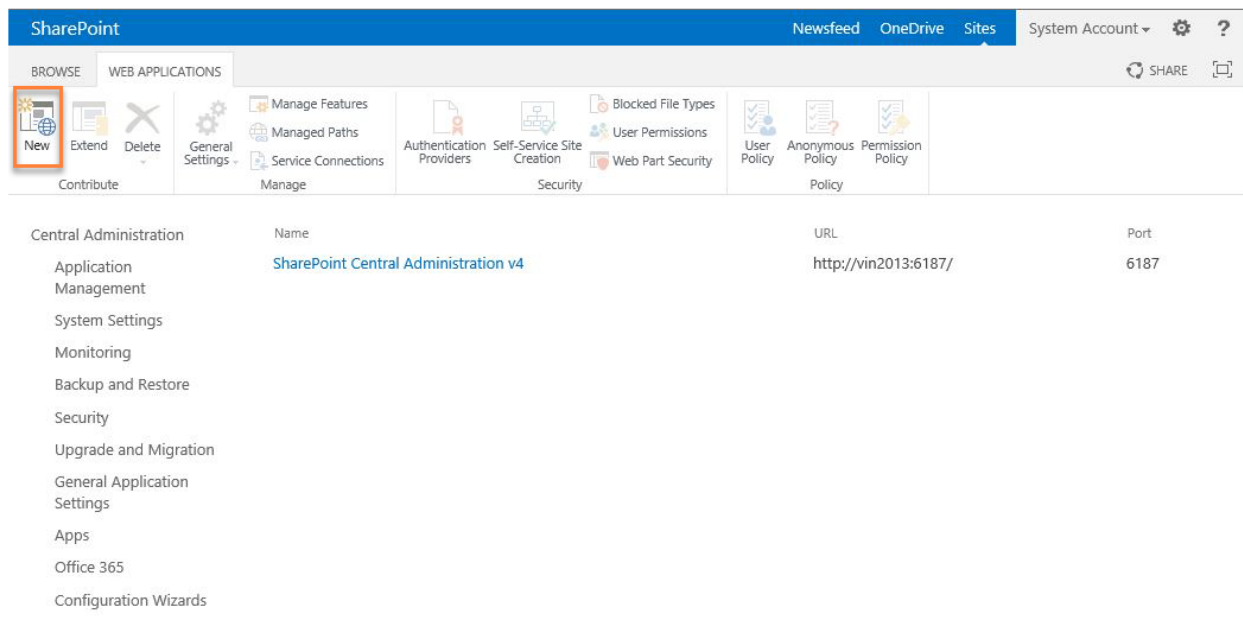 SharePoint Newsfeed OneDrive Sites System Account ?
BROWSE WEB APPLICATIONS SHARE
New Extend Delete General Settings Manage Features Managed Paths Service Connections Authentication Providers Self-Service Site Creation Blocked File Types User Permissions Web Part Security User Policy Anonymous Policy Permission Policy
Contribute Manage Security Policy
Central Administration Name URL Port
Application SharePoint Central Administration v4 http://vin2013:6187/ 6187
Management
System Settings
Monitoring
Backup and Restore
Security
Upgrade and Migration
General Application
Settings
Apps
Office 365
Configuration Wizards